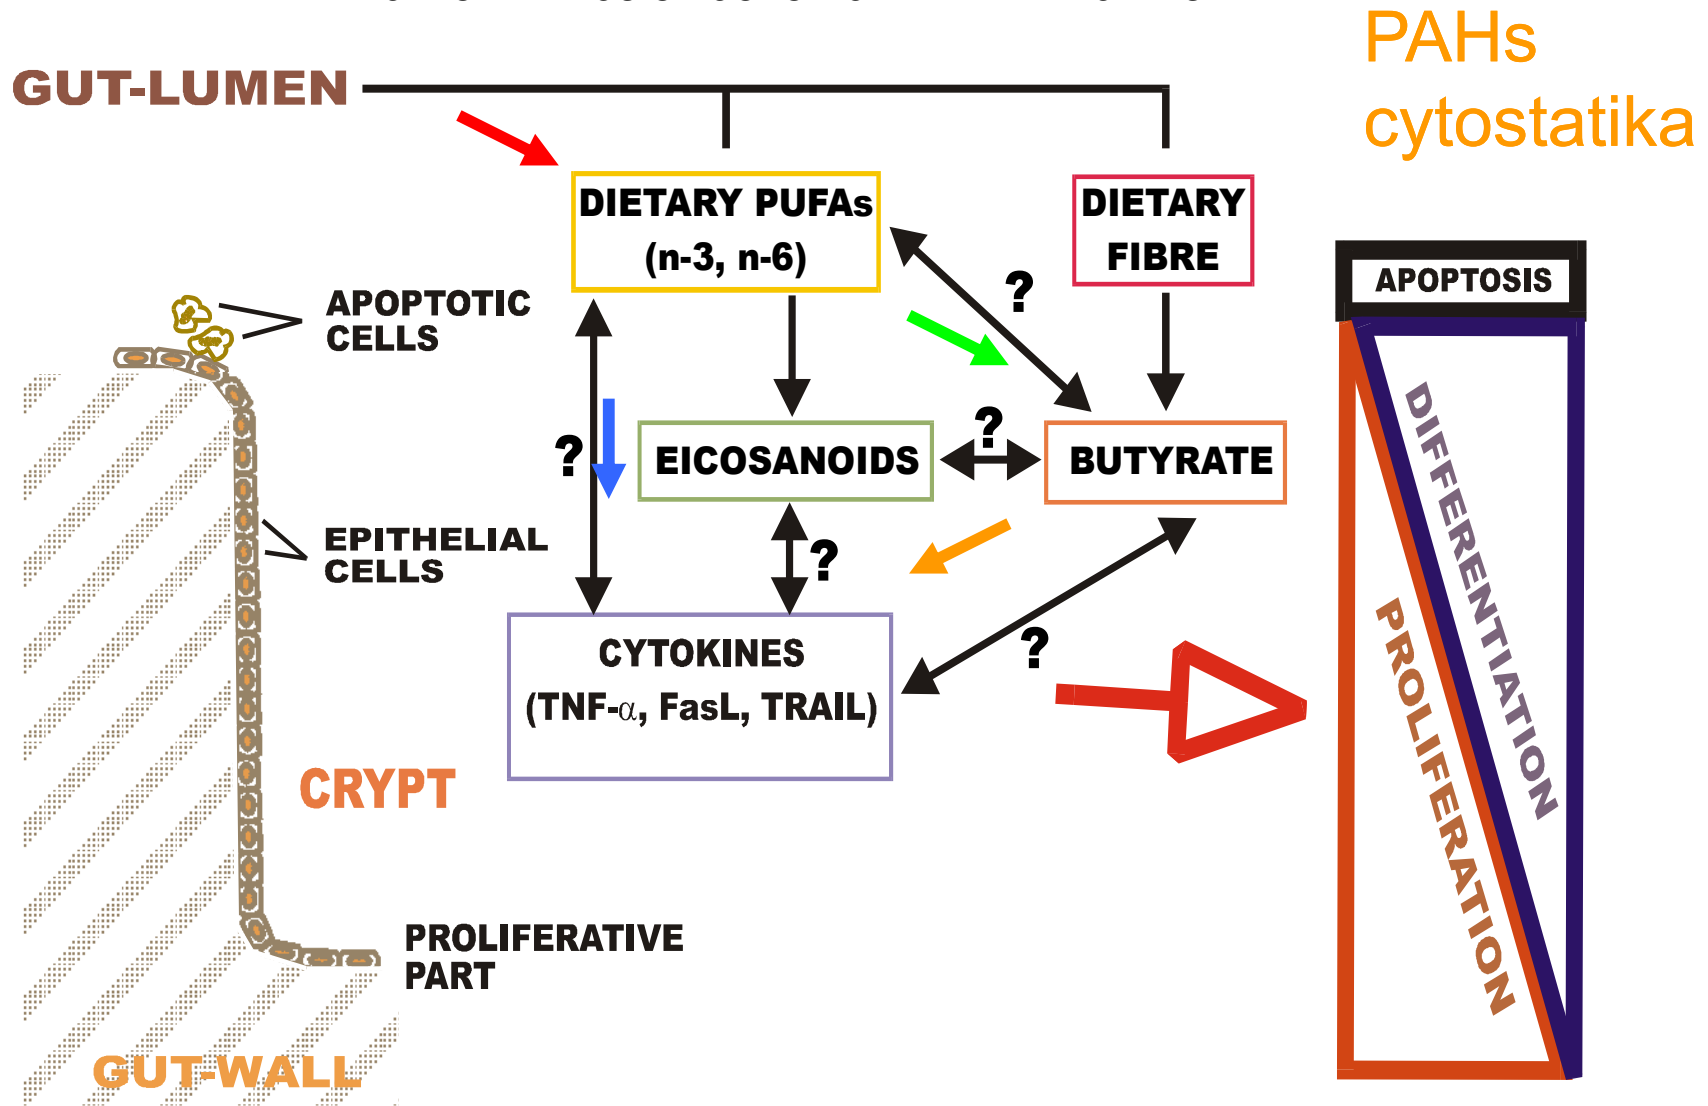 PAHs
cytostatika
GUT-LUMEN
DIETARY PUFAs
(n-3, n-6)
DIETARY
FIBRE
?
APOPTOSIS
APOPTOTIC
CELLS
DIFFERENTIATION
?
?
EICOSANOIDS
BUTYRATE
EPITHELIAL
CELLS
?
PROLIFERATION
CYTOKINES
(TNF-α, FasL, TRAIL)
?
CRYPT
PROLIFERATIVE
PART
GUT-WALL